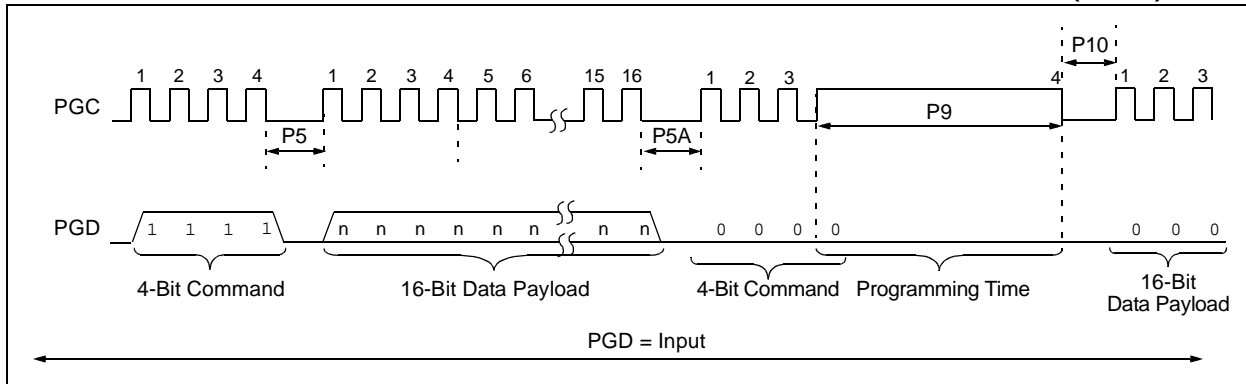 P10
1 2 3 4 1 2 3 4 5 6 15 16 1 2 3 4 1 2 3
PGC
P5
P5A
P9
PGD
1 1 1 1 n n n n n n n n 0 0 0 0 0 0 0
4-Bit Command
16-Bit Data Payload
4-Bit Command
Programming Time
16-Bit
Data Payload
PGD = Input